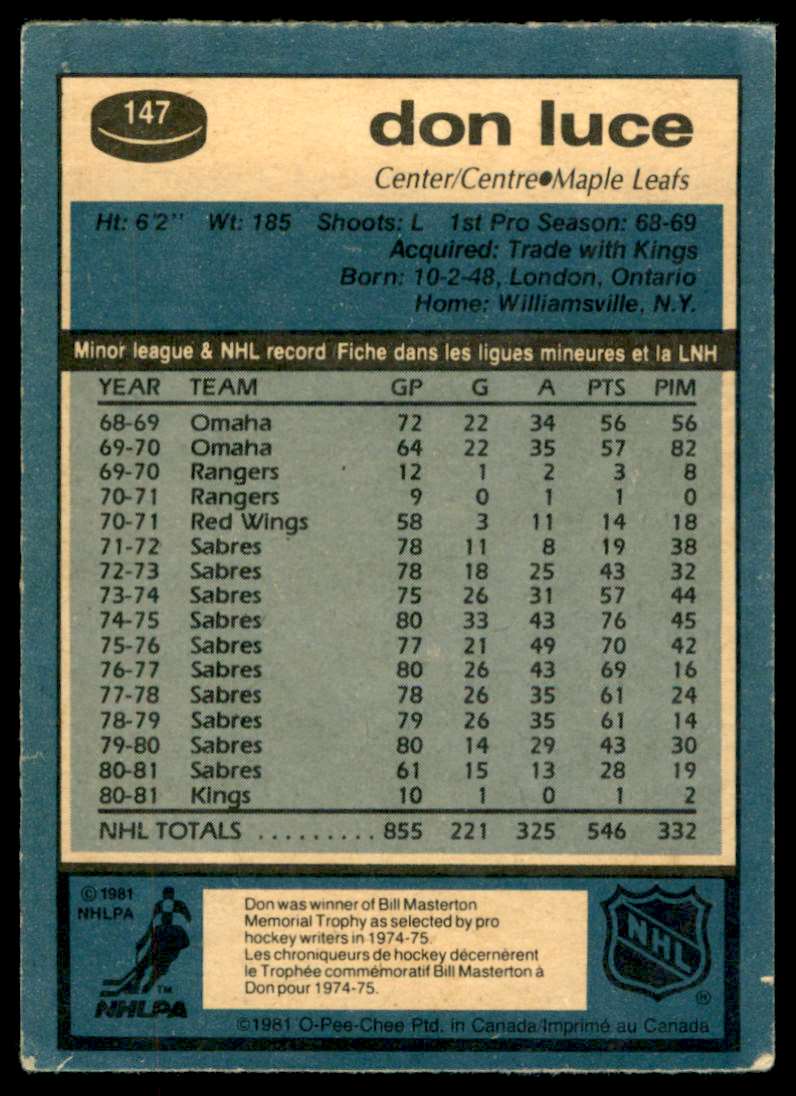 147
don luce
Center/Centre●Maple Leafs
Ht: 6'2" Wt: 185 Shoots: L 1st Pro Season: 68-69
Acquired: Trade with Kings
Born: 10-2-48, London, Ontario
Home: Williamsville, N.Y.
Minor league & NHL record Fiche dans les ligues mineures et la LNH
YEAR TEAM GP G A PTS PIM
68-69 Omaha 72 22 34 56 56
69-70 Omaha 64 22 35 57 82
69-70 Rangers 12 1 2 3 8
70-71 Rangers 9 0 1 1 0
70-71 Red Wings 58 3 11 14 18
71-72 Sabres 78 11 8 19 38
72-73 Sabres 78 18 25 43 32
73-74 Sabres 75 26 31 57 44
74-75 Sabres 80 33 43 76 45
75-76 Sabres 77 21 49 70 42
76-77 Sabres 80 26 43 69 16
77-78 Sabres 78 26 35 61 24
78-79 Sabres 79 26 35 61 14
79-80 Sabres 80 14 29 43 30
80-81 Sabres 61 15 13 28 19
80-81 Kings 10 1 0 1 2
NHL TOTALS ......... 855 221 325 546 332
©1981
NHLPA
TM
NHLPA
Don was winner of Bill Masterton
Memorial Trophy as selected by pro
hockey writers in 1974-75.
Les chroniqueurs de hockey décernèrent
le Trophée commémoratif Bill Masterton à
Don pour 1974-75.
NHL
®
©1981 O-Pee-Chee Ptd. in Canada/Imprimé au Canada